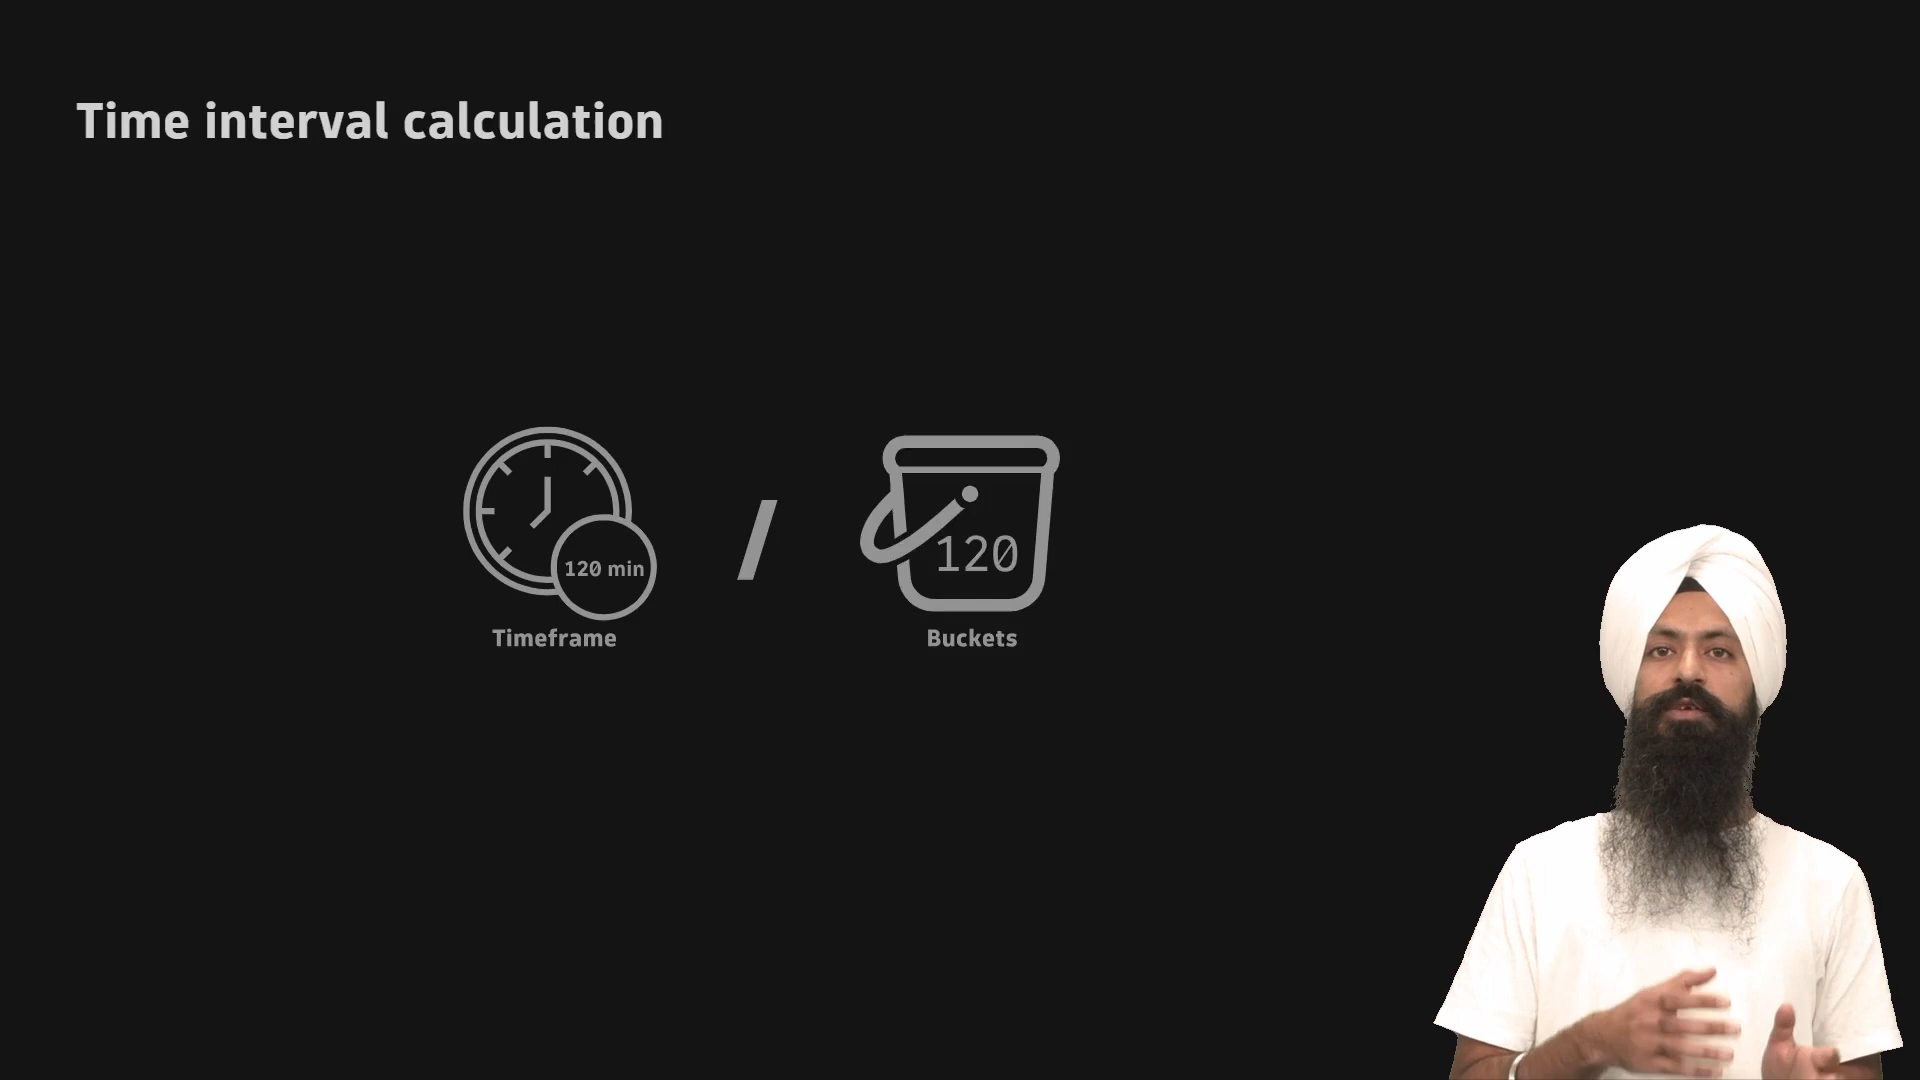 Time interval calculation
120 min
Timeframe
/
120
Buckets